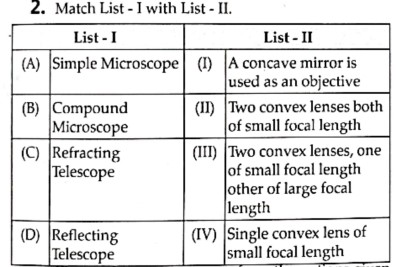 2. Match List - I with List - II.
List - I List - II
(A) Simple Microscope (I) A concave mirror is
used as an objective
(B) Compound (II) Two convex lenses both
Microscope of small focal length
(C) Refracting (III) Two convex lenses, one
Telescope of small focal length
other of large focal
length
(D) Reflecting (IV) Single convex lens of
Telescope small focal length